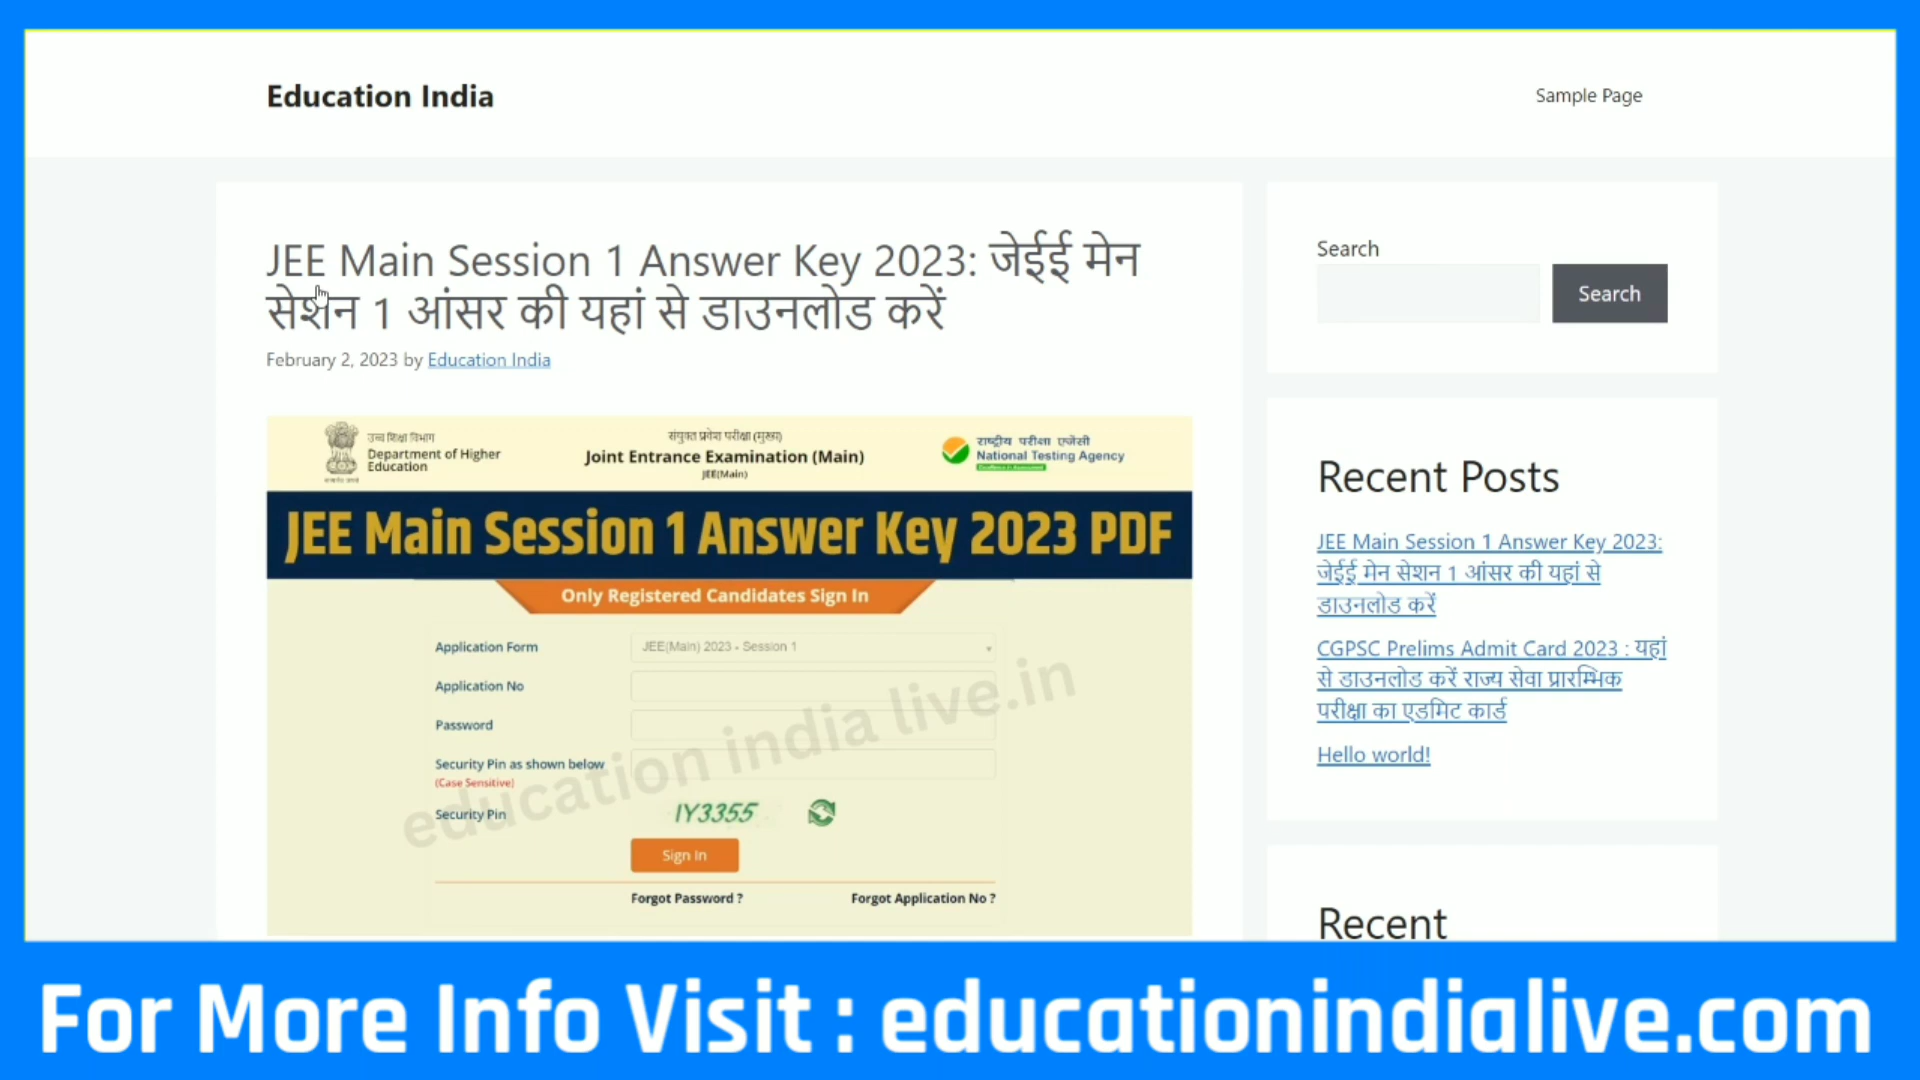 Education India
Sample Page
JEE Main Session 1 Answer Key 2023: जेईई मेन
सेशन 1 आंसर की यहां से डाउनलोड करें
February 2, 2023 by Education India
उच्च शिक्षा विभाग
Department of Higher
Education
संयुक्त प्रवेश परीक्षा (मुख्य)
Joint Entrance Examination (Main)
JEE(Main)
राष्ट्रीय परीक्षा एजेंसी
National Testing Agency
Excellence in Assessment
JEE Main Session 1 Answer Key 2023 PDF
Only Registered Candidates Sign In
Application Form
JEE(Main) 2023 - Session 1
Application No
Password
Security Pin as shown below
(Case Sensitive)
Security Pin
IY3355
Sign In
Forgot Password ?
Forgot Application No ?
education india live.in
Search
Search
Recent Posts
JEE Main Session 1 Answer Key 2023:
जेईई मेन सेशन 1 आंसर की यहां से
डाउनलोड करें
CGPSC Prelims Admit Card 2023 : यहां
से डाउनलोड करें राज्य सेवा प्रारम्भिक
परीक्षा का एडमिट कार्ड
Hello world!
Recent
For More Info Visit : educationindialive.com